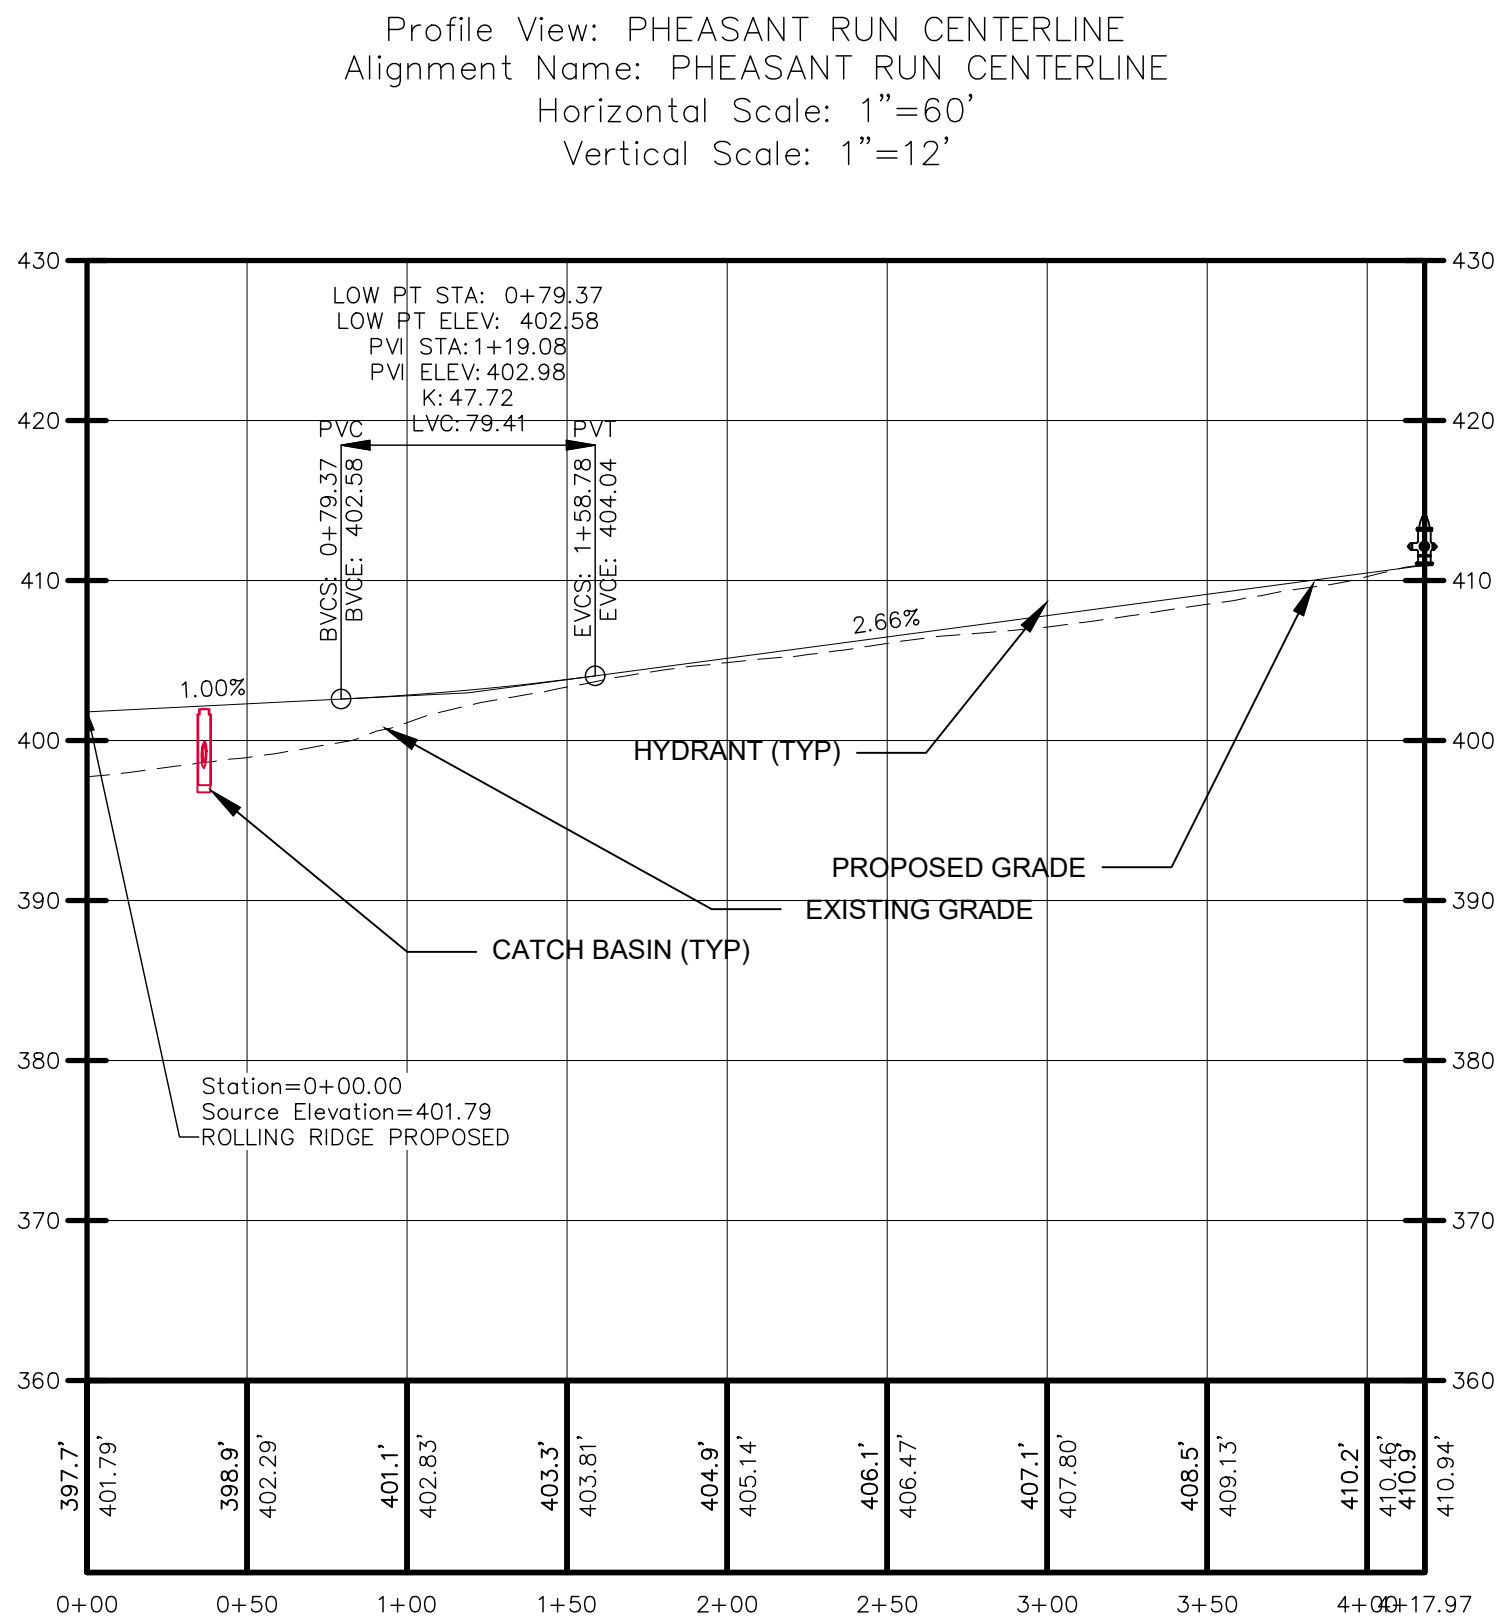 Profile View: PHEASANT RUN CENTERLINE
Alignment Name: PHEASANT RUN CENTERLINE
Horizontal Scale: 1"=60'
Vertical Scale: 1"=12'
430
430
LOW PT STA: 0+79.37
LOW PT ELEV: 402.58
PVI STA:1+19.08
PVI ELEV:402.98
K:47.72
LVC:79.41
420
420
PVC
PVT
BVCS: 0+79.37
BVCE: 402.58
EVCS: 1+58.78
EVCE: 404.04
410
410
2.66%
1.00%
400
400
HYDRANT (TYP)
PROPOSED GRADE
390
390
EXISTING GRADE
CATCH BASIN (TYP)
380
380
Station=0+00.00
Source Elevation=401.79
ROLLING RIDGE PROPOSED
370
370
360
360
397.7'
401.79'
398.9'
402.29'
401.1'
402.83'
403.3'
403.81'
404.9'
405.14'
406.1'
406.47'
407.1'
407.80'
408.5'
409.13'
410.2'
410.46'
410.9'
410.94'
0+00
0+50
1+00
1+50
2+00
2+50
3+00
3+50
4+00
4+17.97